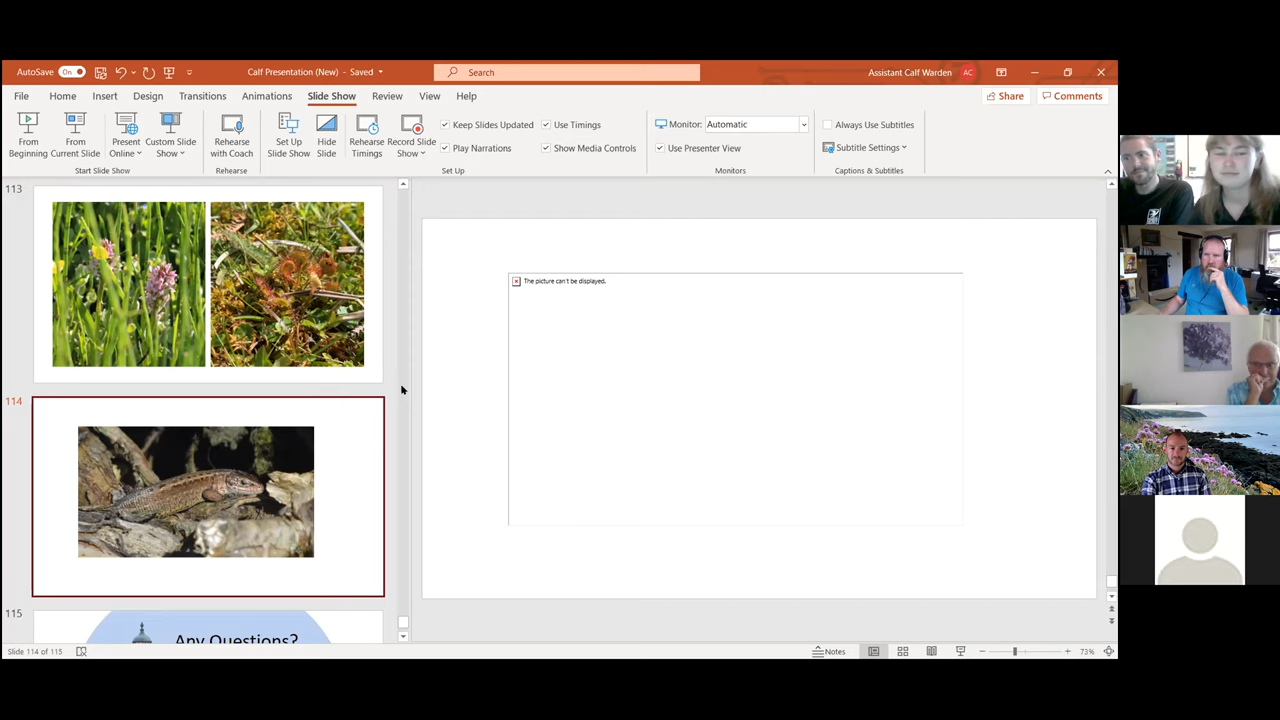 AutoSave On Calf Presentation (New) - Saved Search Assistant Calf Warden AC
File Home Insert Design Transitions Animations Slide Show Review View Help Share Comments
From Beginning
From Current Slide
Present Online
Custom Slide Show
Start Slide Show
Rehearse with Coach
Rehearse
Set Up Slide Show
Hide Slide
Rehearse Timings
Record Slide Show
Keep Slides Updated
Play Narrations
Use Timings
Show Media Controls
Set Up
Monitor: Automatic
Use Presenter View
Monitors
Always Use Subtitles
Subtitle Settings
Captions & Subtitles
113
114
115
Any Questions?
The picture can't be displayed.
Slide 114 of 115 Notes 73%